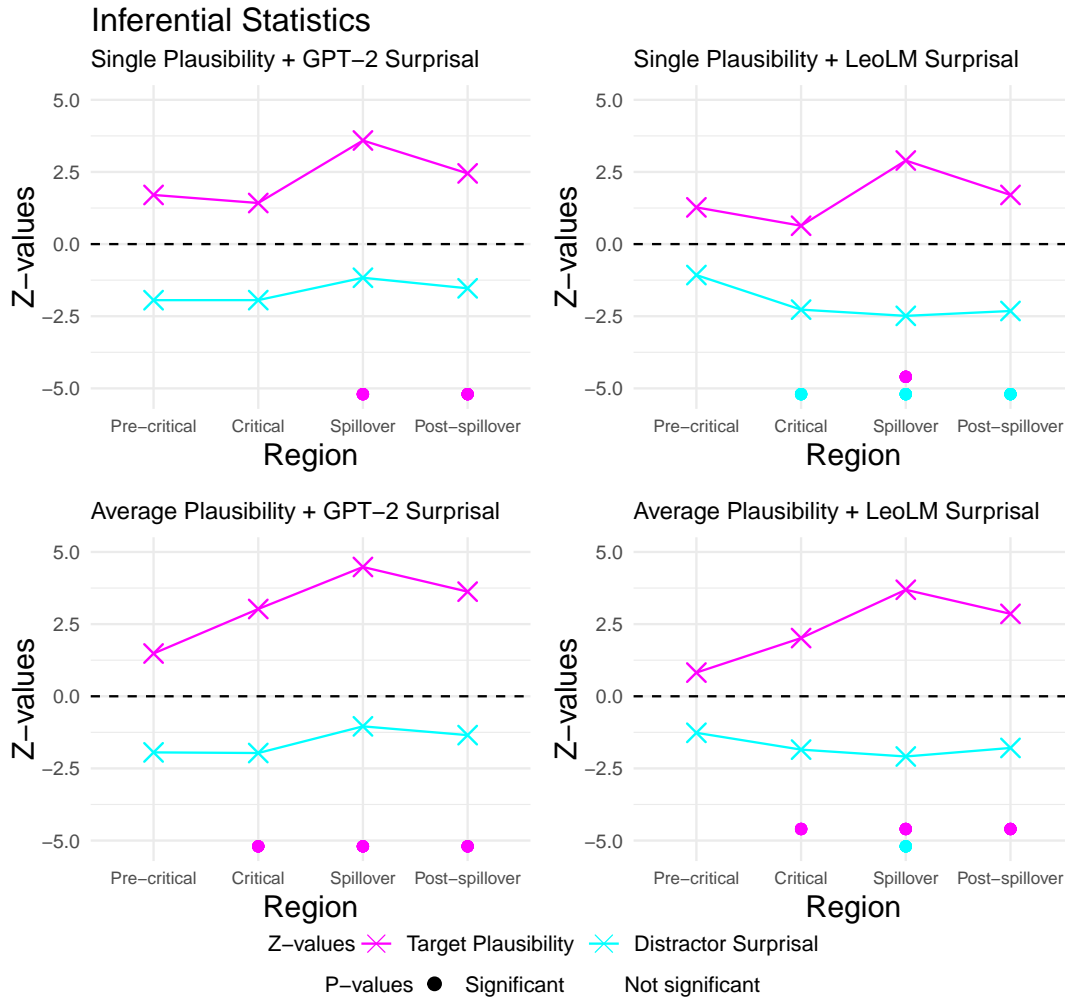 Inferential Statistics
Single Plausibility + GPT−2 Surprisal
Z−values
5.0
2.5
0.0
−2.5
−5.0
Pre−critical Critical Spillover Post−spillover
Region
Single Plausibility + LeoLM Surprisal
Z−values
5.0
2.5
0.0
−2.5
−5.0
Pre−critical Critical Spillover Post−spillover
Region
Average Plausibility + GPT−2 Surprisal
Z−values
5.0
2.5
0.0
−2.5
−5.0
Pre−critical Critical Spillover Post−spillover
Region
Average Plausibility + LeoLM Surprisal
Z−values
5.0
2.5
0.0
−2.5
−5.0
Pre−critical Critical Spillover Post−spillover
Region
Z−values Target Plausibility Distractor Surprisal
P−values Significant Not significant